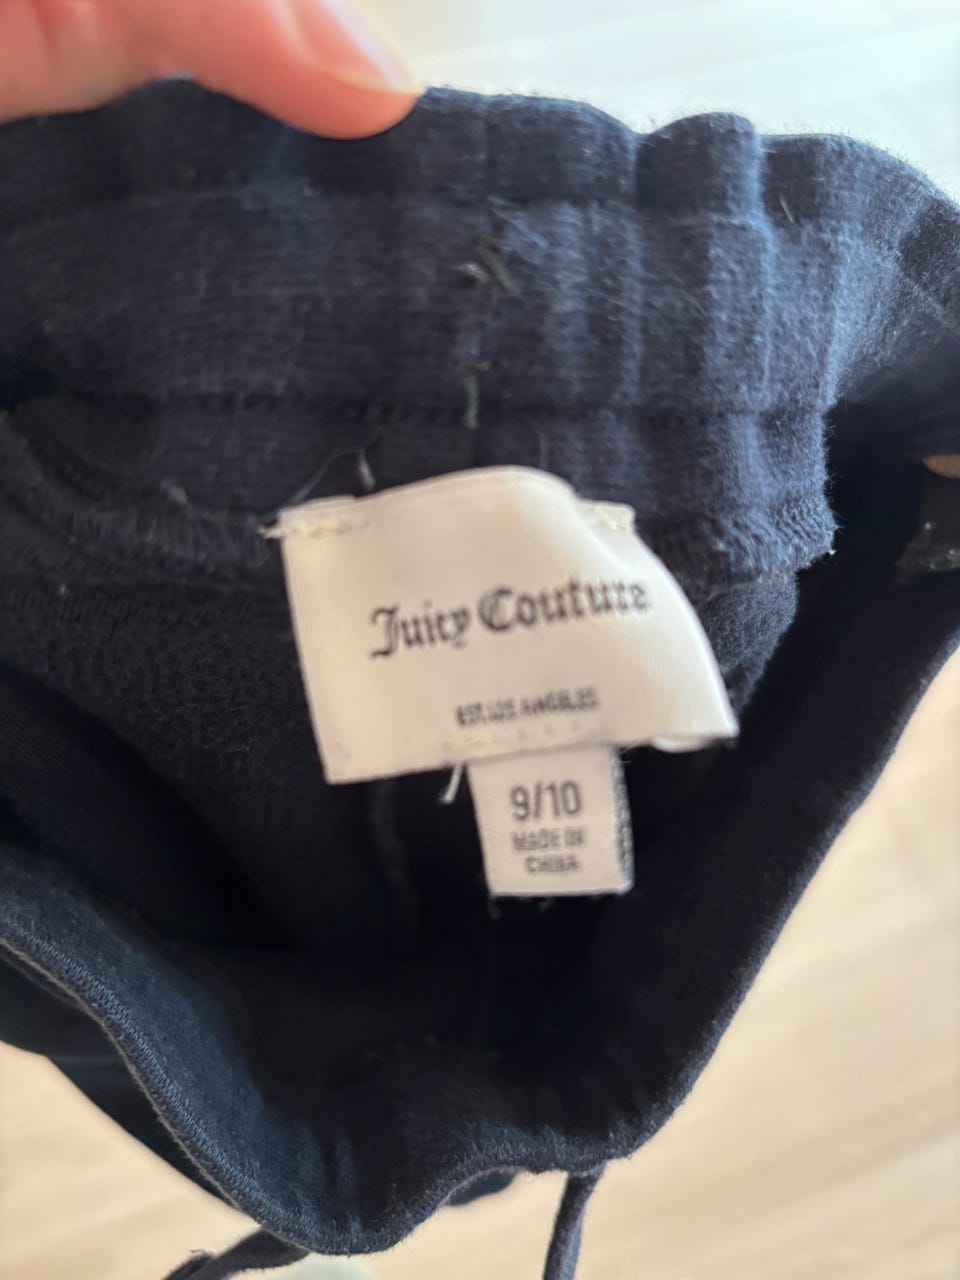 Juicy Couture
EST. LOS ANGELES
9/10
MADE IN
CHINA